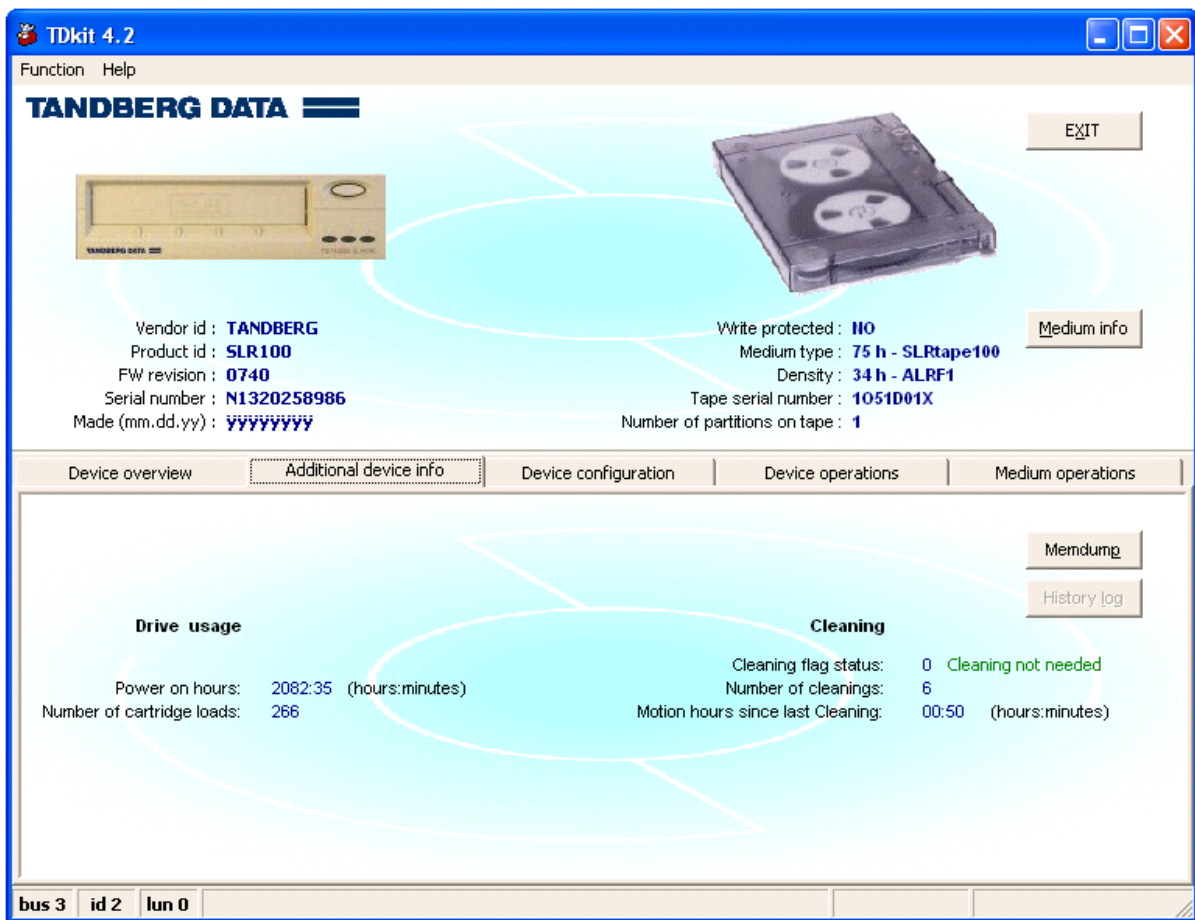 TDkit 4.2
Function Help
TANDBERG DATA
EXIT
SLR
TANDBERG DATA
Vendor id : TANDBERG
Product id : SLR100
FW revision : 0740
Serial number : N1320258986
Made (mm.dd.yy) : ÿÿÿÿÿÿÿÿ
Write protected : NO
Medium type : 75 h - SLRtape100
Density : 34 h - ALRF1
Tape serial number : 1O51D01X
Number of partitions on tape : 1
Medium info
Device overview
Additional device info
Device configuration
Device operations
Medium operations
Memdump
History log
Drive usage
Power on hours: 2082:35 (hours:minutes)
Number of cartridge loads: 266
Cleaning
Cleaning flag status: 0 Cleaning not needed
Number of cleanings: 6
Motion hours since last Cleaning: 00:50 (hours:minutes)
bus 3
id 2
lun 0